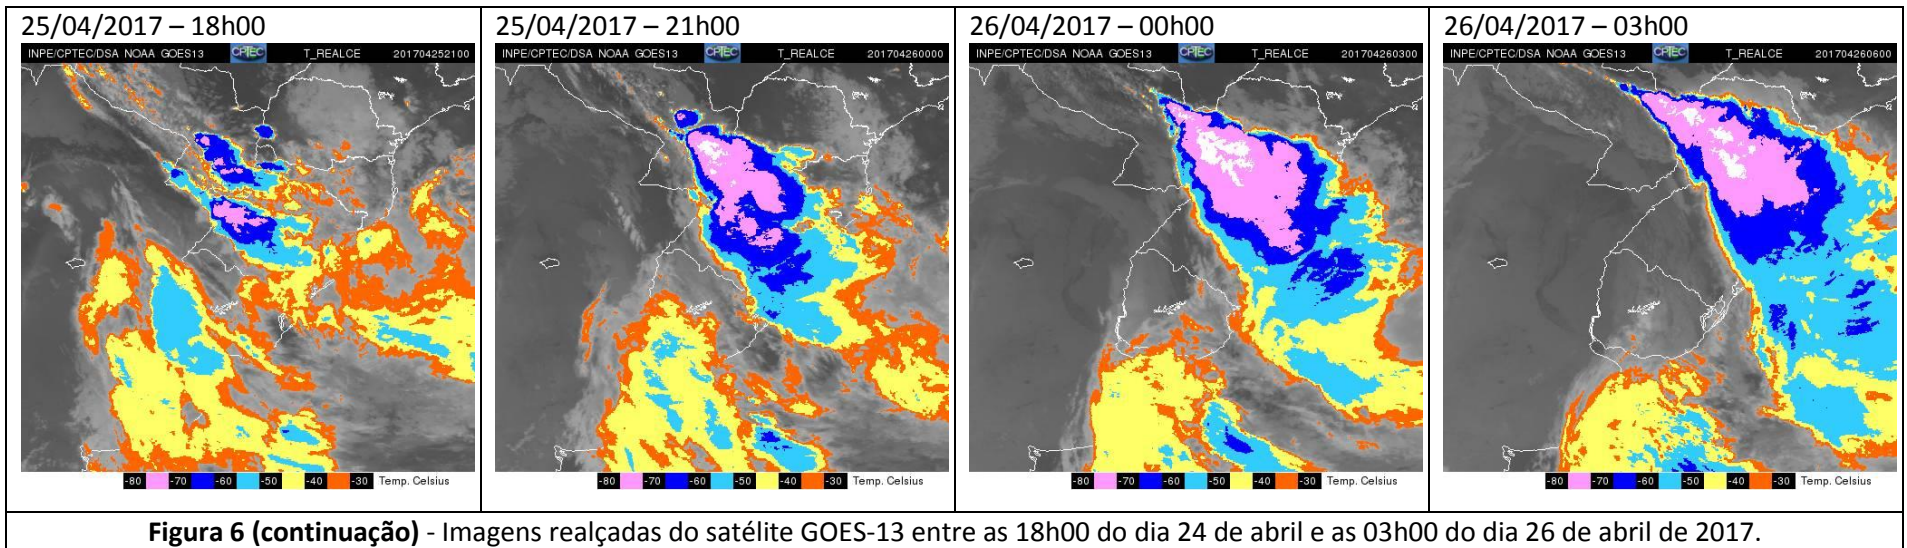 25/04/2017 – 18h00
INPE/CPTEC/DSA NOAA GOES13 CPTEC T_REALCE 201704252100
-80 -70 -60 -50 -40 -30 Temp. Celsius
25/04/2017 – 21h00
INPE/CPTEC/DSA NOAA GOES13 CPTEC T_REALCE 201704260000
-80 -70 -60 -50 -40 -30 Temp. Celsius
26/04/2017 – 00h00
INPE/CPTEC/DSA NOAA GOES13 CPTEC T_REALCE 201704260300
-80 -70 -60 -50 -40 -30 Temp. Celsius
26/04/2017 – 03h00
INPE/CPTEC/DSA NOAA GOES13 CPTEC T_REALCE 201704260600
-80 -70 -60 -50 -40 -30 Temp. Celsius
Figura 6 (continuação) - Imagens realçadas do satélite GOES-13 entre as 18h00 do dia 24 de abril e as 03h00 do dia 26 de abril de 2017.